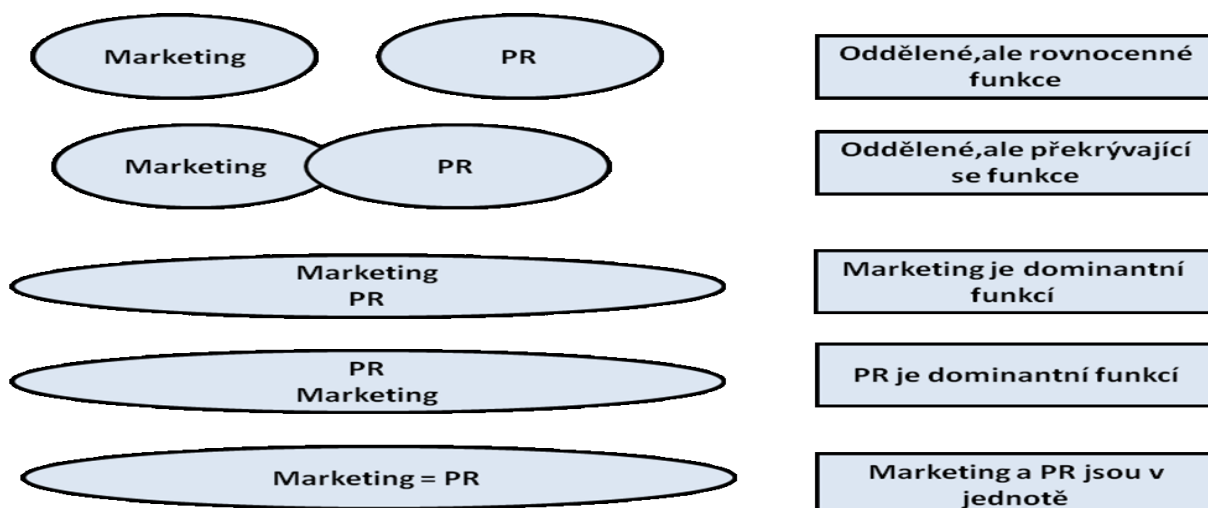 Marketing
PR
Oddělené,ale rovnocenné
funkce
Marketing
PR
Oddělené,ale překrývající
se funkce
Marketing
PR
Marketing je dominantní
funkcí
PR
Marketing
PR je dominantní funkcí
Marketing = PR
Marketing a PR jsou v
jednotě